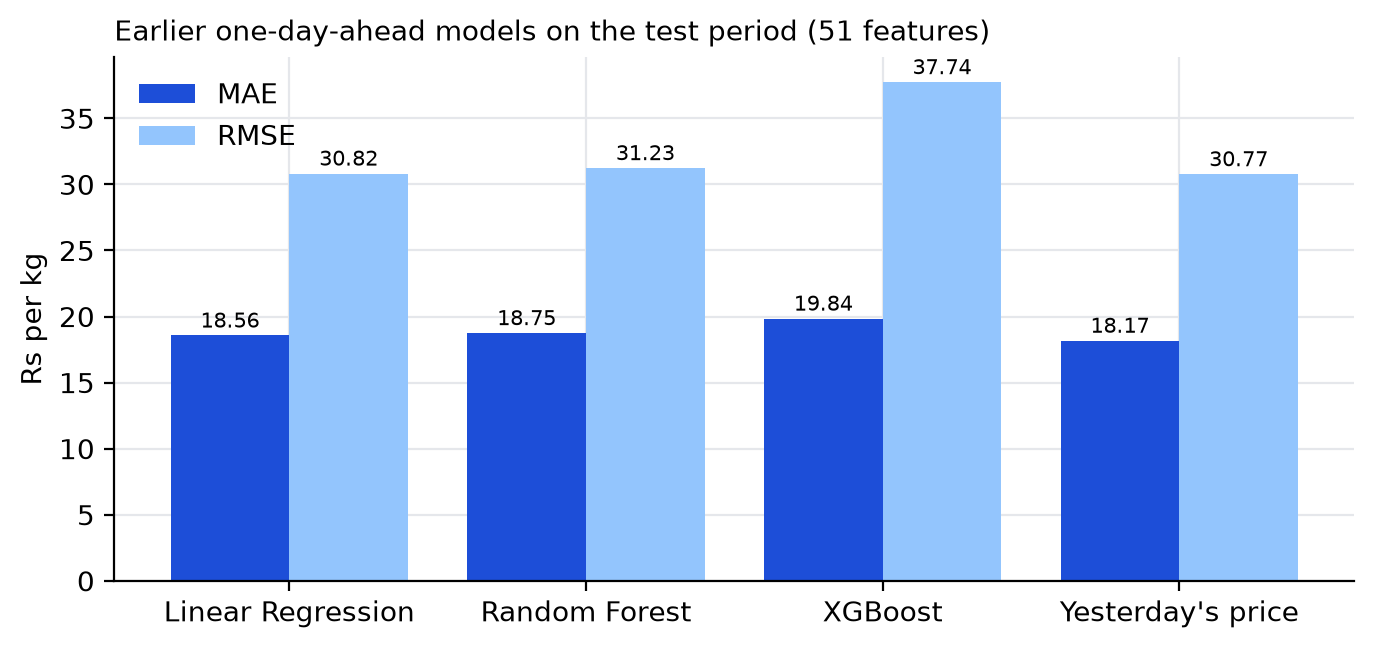 Earlier one-day-ahead models on the test period (51 features)
MAE
RMSE
Rs per kg
35
30
25
20
15
10
5
0
18.56
30.82
18.75
31.23
19.84
37.74
18.17
30.77
Linear Regression
Random Forest
XGBoost
Yesterday's price